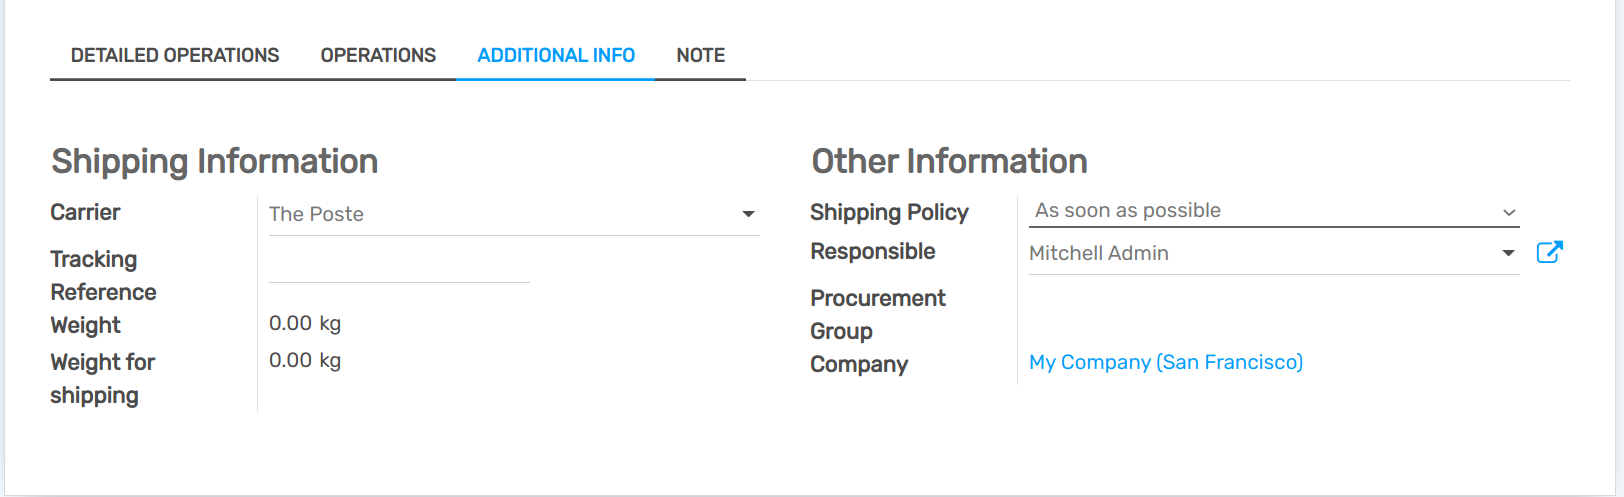 DETAILED OPERATIONS OPERATIONS ADDITIONAL INFO NOTE
Shipping Information
Carrier The Poste
Tracking
Reference
Weight 0.00 kg
Weight for 0.00 kg
shipping
Other Information
Shipping Policy As soon as possible
Responsible Mitchell Admin
Procurement
Group
Company My Company (San Francisco)